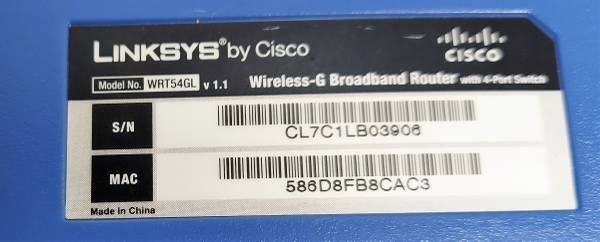 LINKSYS® by Cisco
CISCO
Model No. WRT54GL v 1.1 Wireless-G Broadband Router with 4-Port Switch
S/N CL7C1LB03906
MAC 586D8FB8CAC3
Made in China